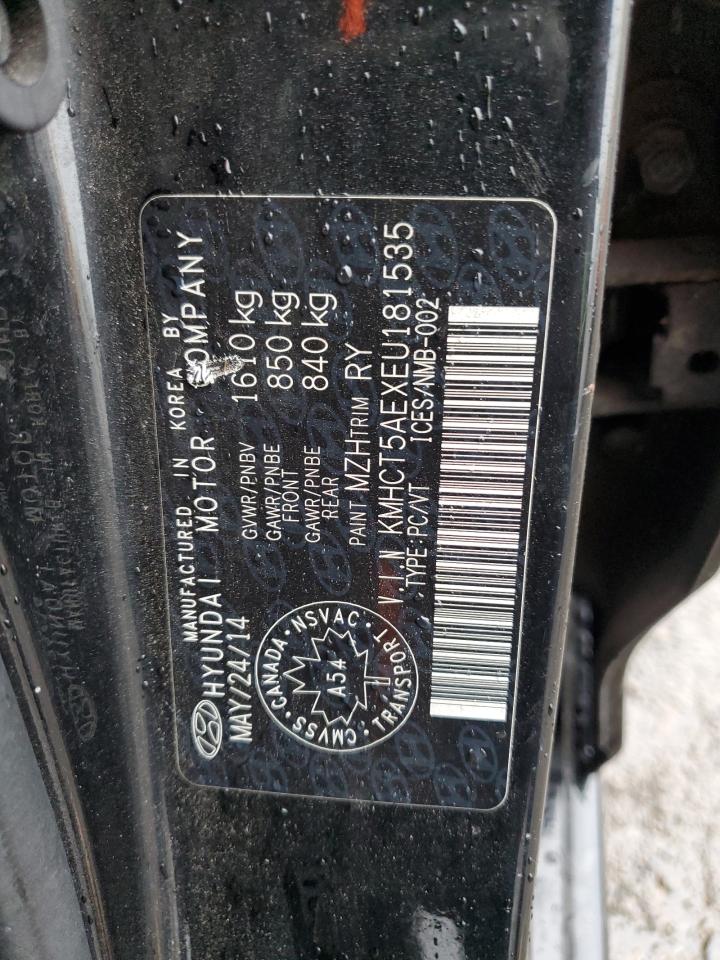 MANUFACTURED IN KOREA BY
HYUNDAI MOTOR COMPANY
MAY/24/14
GVWR/PNBV 1610 kg
GAWR/PNBE FRONT 850 kg
GAWR/PNBE REAR 840 kg
PAINT MZH TRIM RY
V.I.N KMHCT5AEXEU181535
TYPE:PC/VT ICES/NMB-002
CANADA • NSVAC •
A54
CMVSS • TRANSPORT